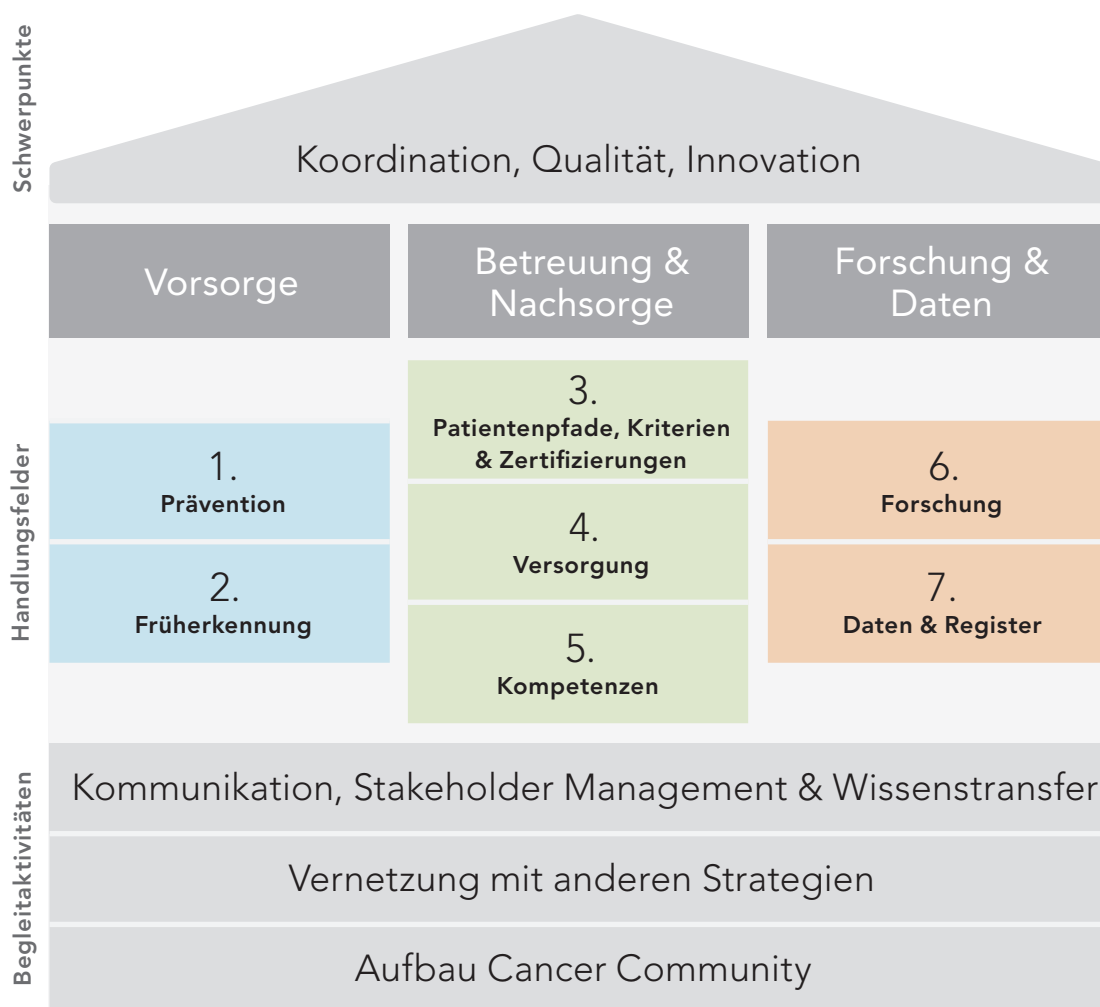 Schwerpunkte
Koordination, Qualität, Innovation
Vorsorge
Betreuung &
Nachsorge
Forschung &
Daten
Handlungsfelder
1.
Prävention
2.
Früherkennung
3.
Patientenpfade, Kriterien
& Zertifizierungen
4.
Versorgung
5.
Kompetenzen
6.
Forschung
7.
Daten & Register
Begleitaktivitäten
Kommunikation, Stakeholder Management & Wissenstransfer
Vernetzung mit anderen Strategien
Aufbau Cancer Community